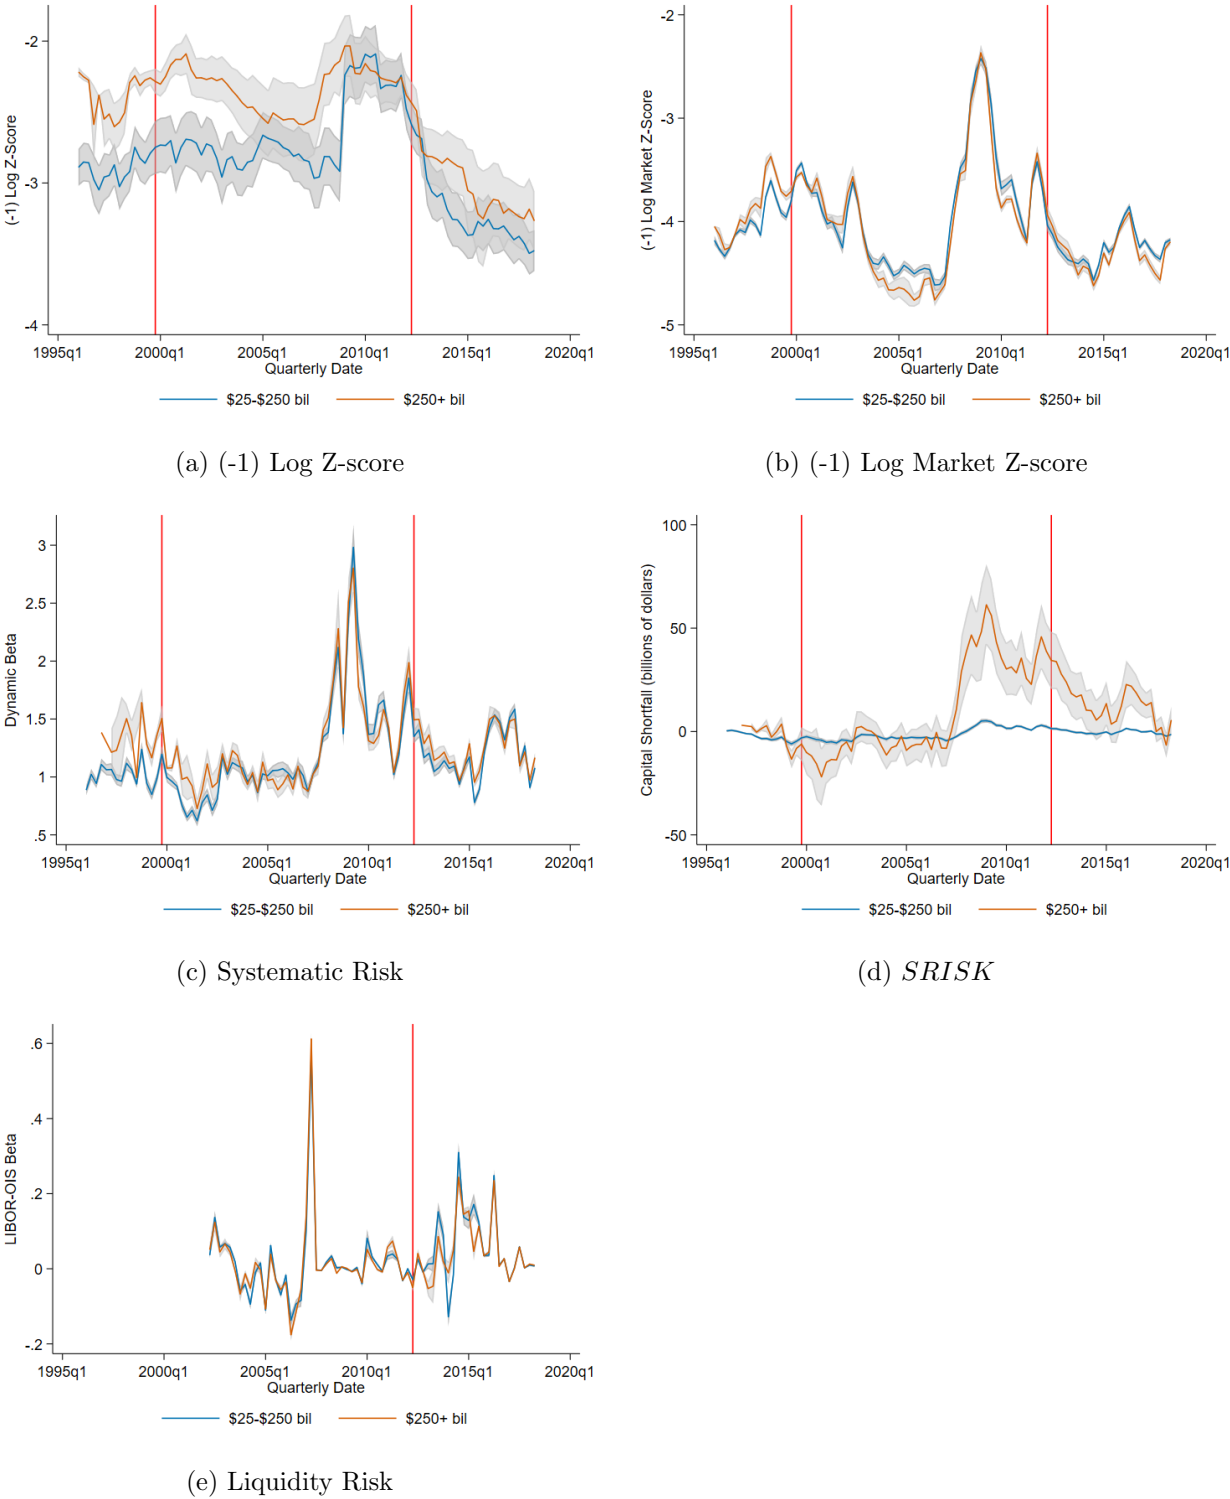 -2
-3
-4
(-1) Log Z-Score
1995q1 2000q1 2005q1 2010q1 2015q1 2020q1
Quarterly Date
$25-$250 bil $250+ bil
(a) (-1) Log Z-score
-2
-3
-4
-5
(-1) Log Market Z-Score
1995q1 2000q1 2005q1 2010q1 2015q1 2020q1
Quarterly Date
$25-$250 bil $250+ bil
(b) (-1) Log Market Z-score
3
2.5
2
1.5
1
.5
Dynamic Beta
1995q1 2000q1 2005q1 2010q1 2015q1 2020q1
Quarterly Date
$25-$250 bil $250+ bil
(c) Systematic Risk
100
50
0
-50
Capital Shortfall (billions of dollars)
1995q1 2000q1 2005q1 2010q1 2015q1 2020q1
Quarterly Date
$25-$250 bil $250+ bil
(d) SRISK
.6
.4
.2
0
-.2
LIBOR-OIS Beta
1995q1 2000q1 2005q1 2010q1 2015q1 2020q1
Quarterly Date
$25-$250 bil $250+ bil
(e) Liquidity Risk